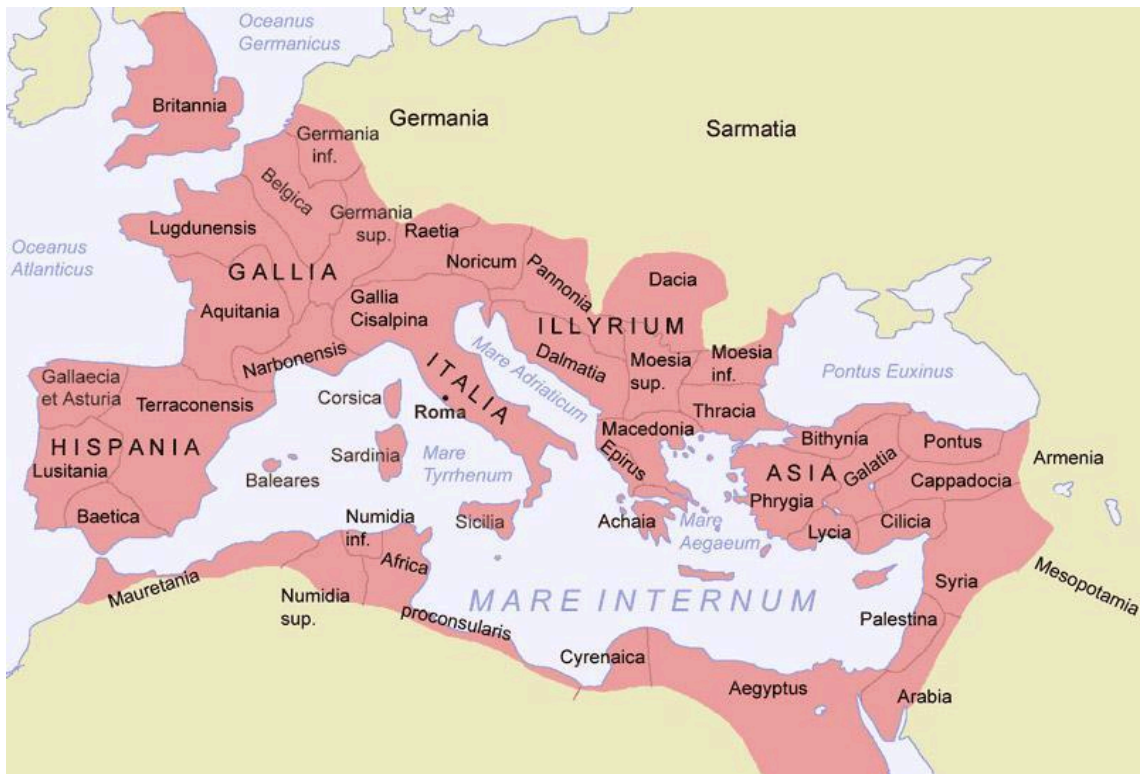 Oceanus
Germanicus
Britannia
Germania
Sarmatia
Germania
inf.
Belgica
Germania
sup.
Lugdunensis
Raetia
Oceanus
Atlanticus
GALLIA
Noricum
Pannonia
Dacia
Aquitania
Gallia
Cisalpina
ILLYRIUM
Narbonensis
Mare Adriaticum
Dalmatia
Moesia
sup.
Moesia
inf.
Pontus Euxinus
Gallaecia
et Asturia
Terraconensis
Corsica
ITALIA
Roma
Thracia
Macedonia
Epirus
HISPANIA
Lusitania
Baetica
Baleares
Sardinia
Mare
Tyrrhenum
Bithynia
Pontus
ASIA
Galatia
Armenia
Cappadocia
Phrygia
Numidia
inf.
Sicilia
Achaia
Mare
Aegaeum
Lycia
Cilicia
Africa
proconsularis
Mauretania
Numidia
sup.
MARE INTERNUM
Syria
Mesopotamia
Palestina
Cyrenaica
Aegyptus
Arabia